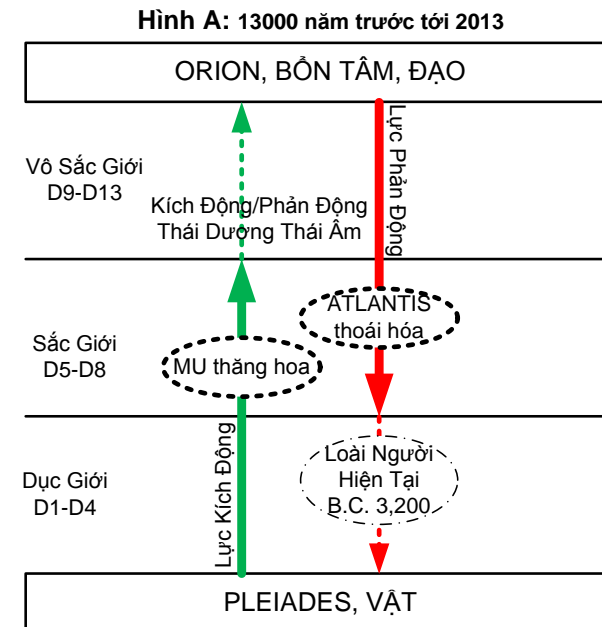 Hình A: 13000 năm trước tới 2013
ORION, BỔN TÂM, ĐẠO
Lực Phản Động
Vô Sắc Giới
D9-D13
Kích Động/Phản Động
Thái Dương Thái Âm
ATLANTIS
thoái hóa
Sắc Giới
D5-D8
MU thăng hoa
Lực Kích Động
Loài Người
Hiện Tại
B.C. 3,200
Dục Giới
D1-D4
PLEIADES, VẬT